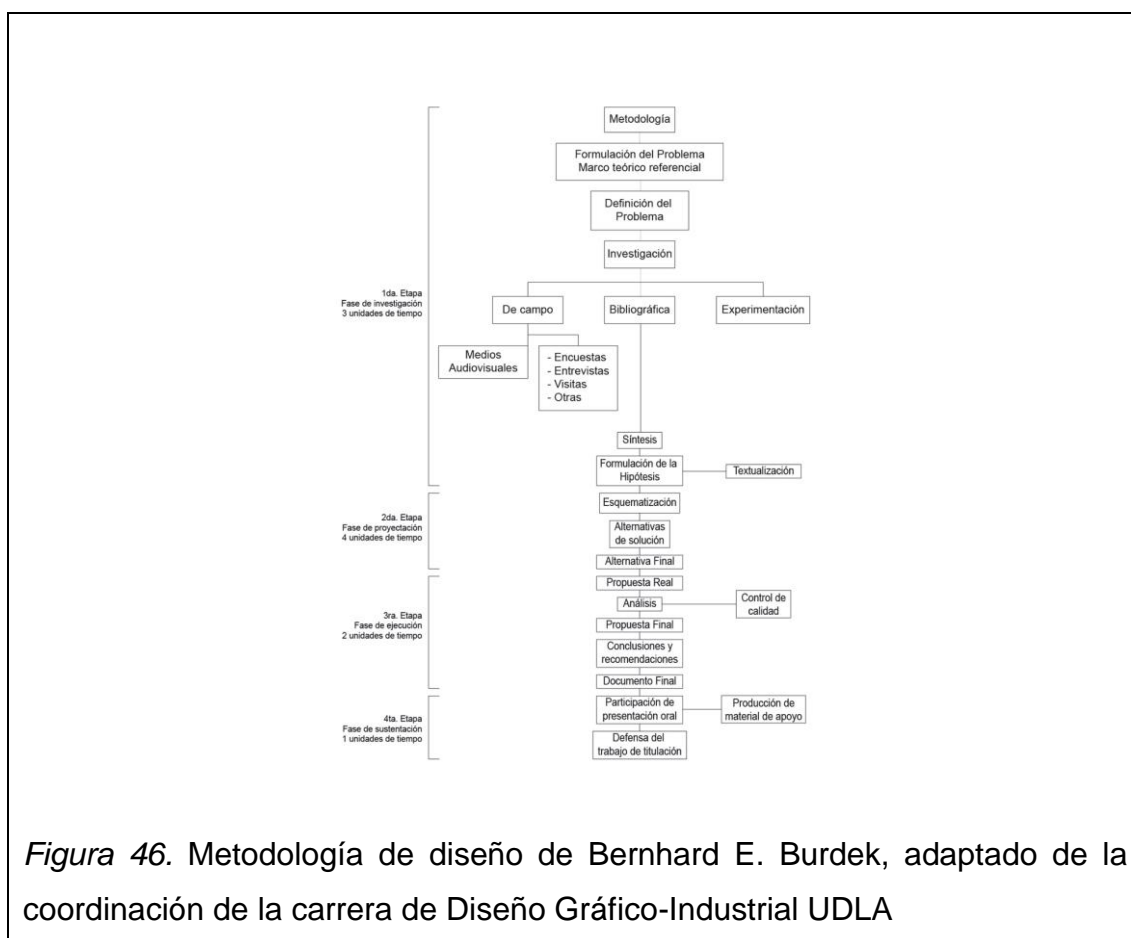 Metodología
Formulación del Problema
Marco teórico referencial
Definición del
Problema
Investigación
1da. Etapa
Fase de investigación
3 unidades de tiempo
De campo
Bibliográfica
Experimentación
Medios
Audiovisuales
- Encuestas
- Entrevistas
- Visitas
- Otras
Síntesis
Formulación de la
Hipótesis
Textualización
2da. Etapa
Fase de proyectación
4 unidades de tiempo
Esquematización
Alternativas
de solución
Alternativa Final
3ra. Etapa
Fase de ejecución
2 unidades de tiempo
Propuesta Real
Análisis
Control de
calidad
Propuesta Final
Conclusiones y
recomendaciones
Documento Final
4ta. Etapa
Fase de sustentación
1 unidades de tiempo
Participación de
presentación oral
Producción de
material de apoyo
Defensa del
trabajo de titulación
Figura 46. Metodología de diseño de Bernhard E. Burdek, adaptado de la
coordinación de la carrera de Diseño Gráfico-Industrial UDLA